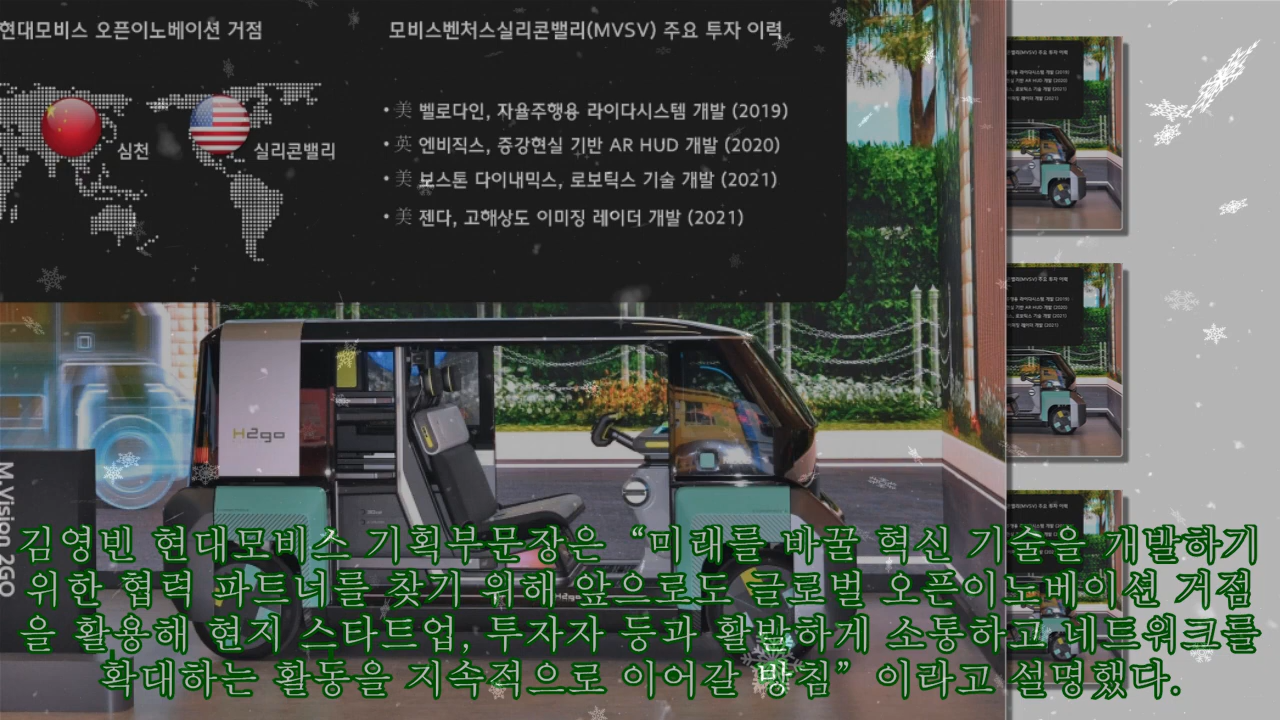 현대모비스 오픈이노베이션 거점
심천
실리콘밸리
모비스벤처스실리콘밸리(MVSV) 주요 투자 이력
• 美 벨로다인, 자율주행용 라이다시스템 개발 (2019)
• 英 엔비직스, 증강현실 기반 AR HUD 개발 (2020)
• 美 보스톤 다이내믹스, 로보틱스 기술 개발 (2021)
• 美 젠다, 고해상도 이미징 레이더 개발 (2021)
H2go
M.Vision 2GO
김영빈 현대모비스 기획부문장은 “미래를 바꿀 혁신 기술을 개발하기
위한 협력 파트너를 찾기 위해 앞으로도 글로벌 오픈이노베이션 거점
을 활용해 현지 스타트업, 투자자 등과 활발하게 소통하고 네트워크를
확대하는 활동을 지속적으로 이어갈 방침” 이라고 설명했다.